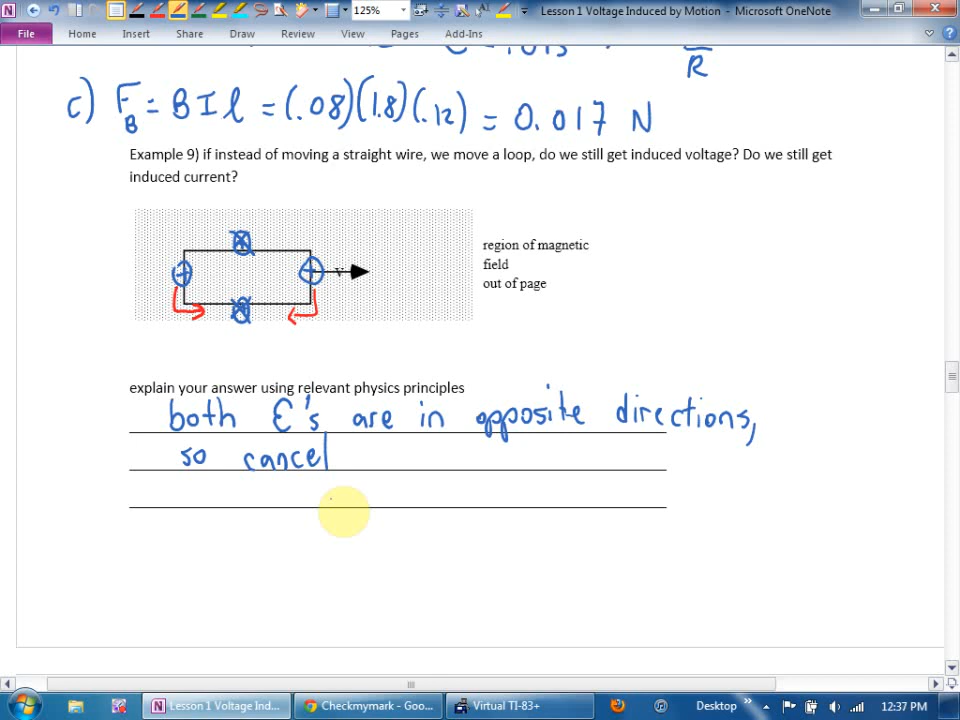 Lesson 1 Voltage Induced by Motion - Microsoft OneNote
125%
File Home Insert Share Draw Review View Pages Add-Ins
R
c) F_B = B I l = (.08)(1.8)(.12) = 0.017 N
Example 9) if instead of moving a straight wire, we move a loop, do we still get induced voltage? Do we still get
induced current?
region of magnetic
field
out of page
v
explain your answer using relevant physics principles
both ε's are in opposite directions,
so cancel
Lesson 1 Voltage Ind... Checkmymark - Goo... Virtual TI-83+ Desktop » 12:37 PM